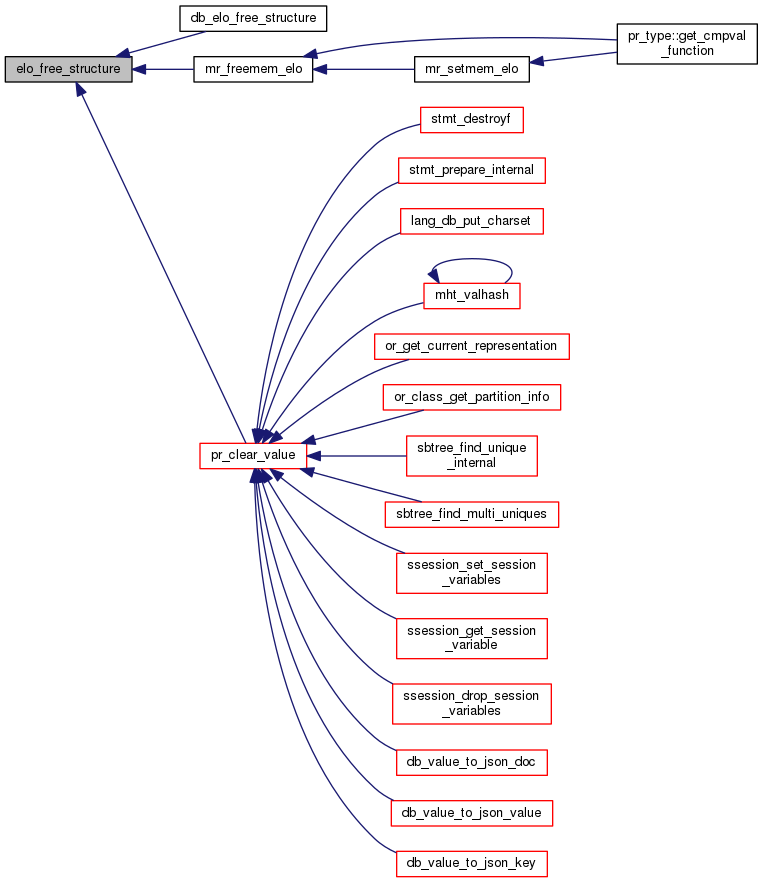 db_elo_free_structure
elo_free_structure
mr_freemem_elo
mr_setmem_elo
pr_type::get_cmpval
_function
stmt_destroyf
stmt_prepare_internal
lang_db_put_charset
mht_valhash
or_get_current_representation
or_class_get_partition_info
pr_clear_value
sbtree_find_unique
_internal
sbtree_find_multi_uniques
ssession_set_session
_variables
ssession_get_session
_variable
ssession_drop_session
_variables
db_value_to_json_doc
db_value_to_json_value
db_value_to_json_key